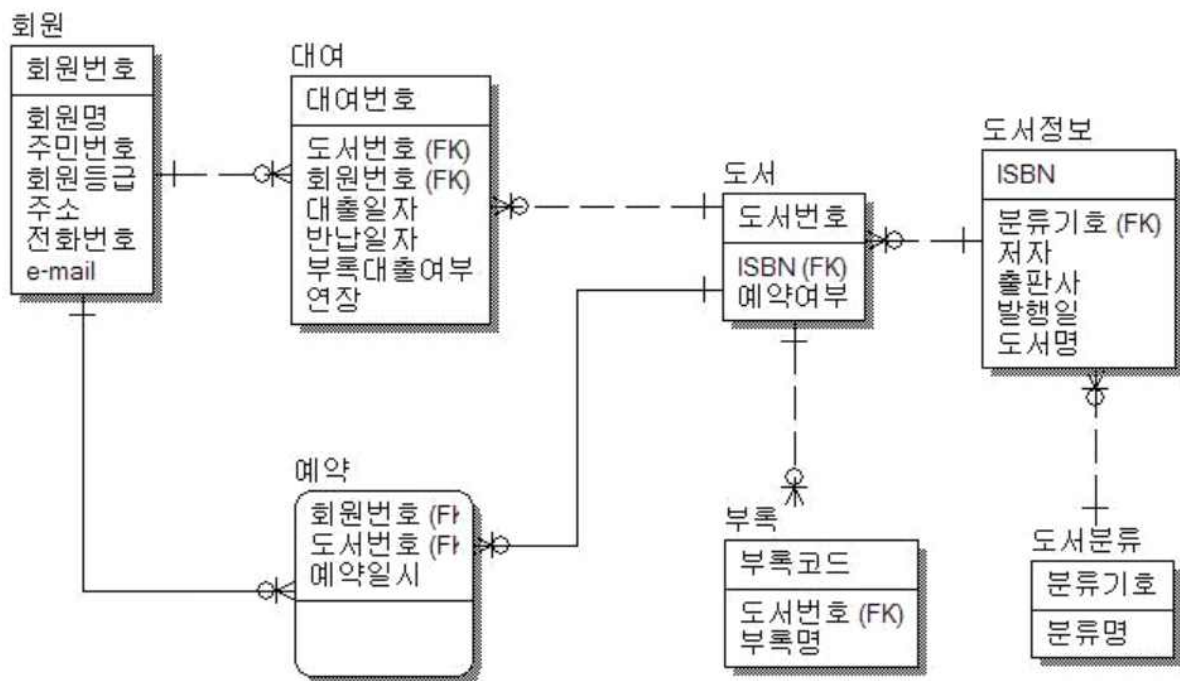 회원
회원번호
회원명
주민번호
회원등급
주소
전화번호
e-mail
대여
대여번호
도서번호 (FK)
회원번호 (FK)
대출일자
반납일자
부록대출여부
연장
도서
도서번호
ISBN (FK)
예약여부
도서정보
ISBN
분류기호 (FK)
저자
출판사
발행일
도서명
예약
회원번호 (F
도서번호 (F
예약일시
부록
부록코드
도서번호 (FK)
부록명
도서분류
분류기호
분류명